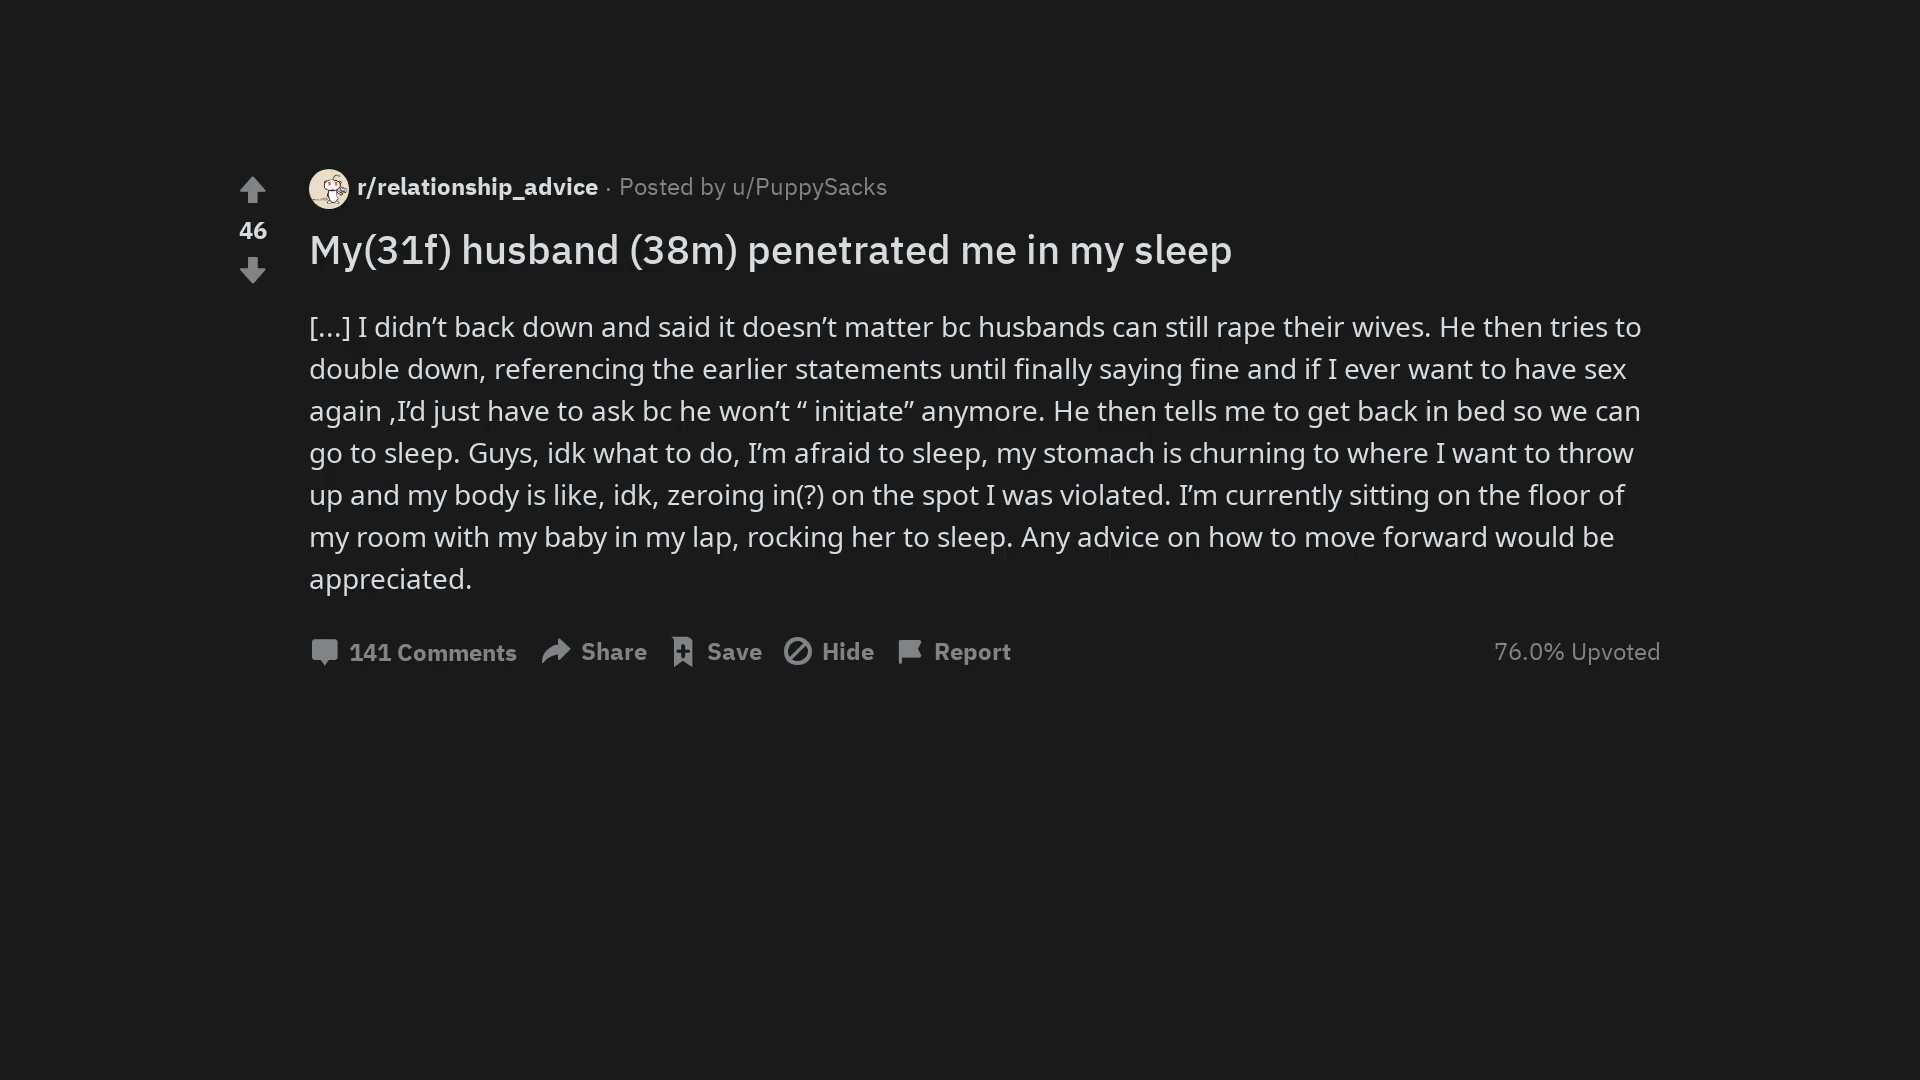 r/relationship_advice · Posted by u/PuppySacks
46
My(31f) husband (38m) penetrated me in my sleep
[...] I didn’t back down and said it doesn’t matter bc husbands can still rape their wives. He then tries to
double down, referencing the earlier statements until finally saying fine and if I ever want to have sex
again ,I’d just have to ask bc he won’t “ initiate” anymore. He then tells me to get back in bed so we can
go to sleep. Guys, idk what to do, I’m afraid to sleep, my stomach is churning to where I want to throw
up and my body is like, idk, zeroing in(?) on the spot I was violated. I’m currently sitting on the floor of
my room with my baby in my lap, rocking her to sleep. Any advice on how to move forward would be
appreciated.
141 Comments Share Save Hide Report 76.0% Upvoted